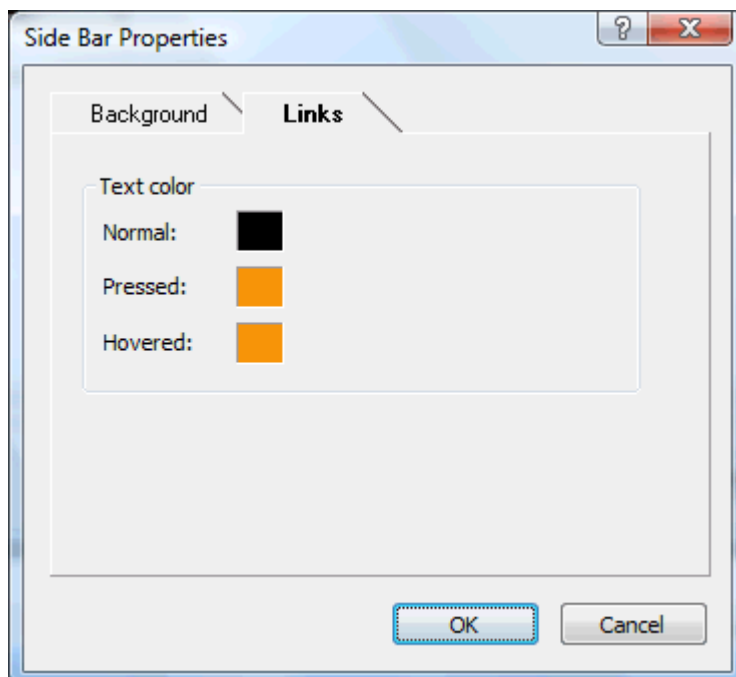 Side Bar Properties
?
Background Links
Text color
Normal:
Pressed:
Hovered:
OK Cancel